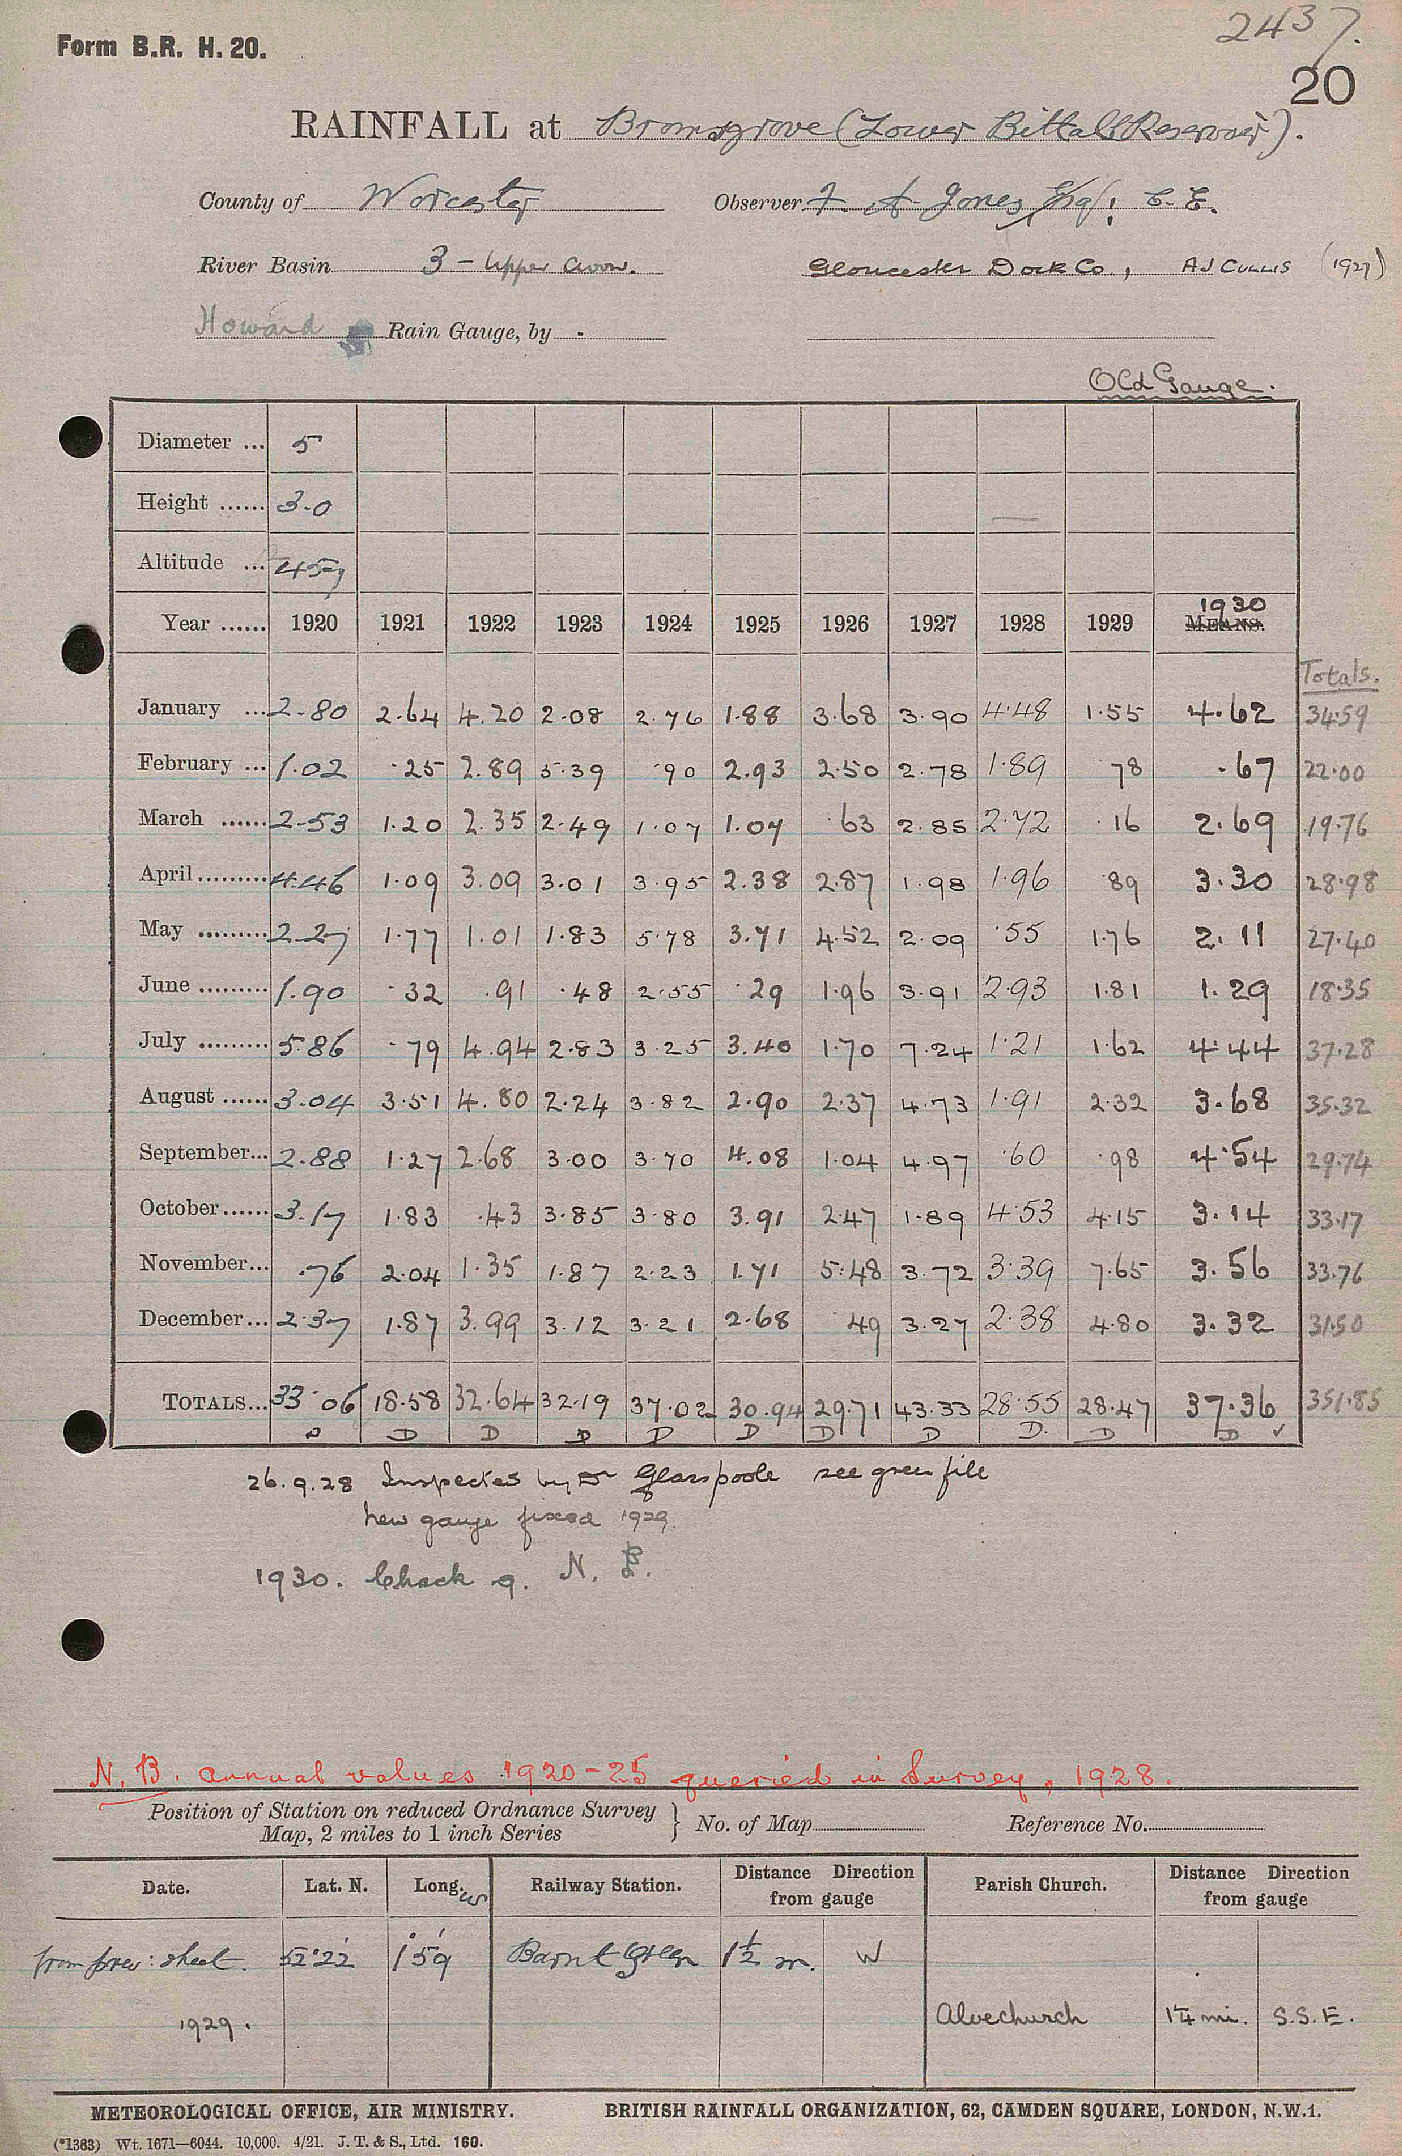 2437.
Form B.R. H. 20.
20
RAINFALL at Bromsgrove (Lower Bittall Reservoir).
County of Worcester Observer F. A. Jones Esq. C. E.
River Basin 3 - Upper Avon. Gloucester Dock Co, A J CULLIS (1927)
Howard Rain Gauge, by -
Old Gauge.
Diameter ... 5
Height ...... 3.0
Altitude ... 457
Year ...... 1920 1921 1922 1923 1924 1925 1926 1927 1928 1929 1930 MEANS.
Totals.
January ... 2.80 2.64 4.20 2.08 2.76 1.88 3.68 3.90 4.48 1.55 4.62 34.59
February ... 1.02 .25 2.89 5.39 .90 2.93 2.50 2.78 1.89 .78 .67 22.00
March ...... 2.53 1.20 2.35 2.49 1.07 1.07 .63 2.85 2.72 .16 2.69 19.76
April ......... 4.46 1.09 3.09 3.01 3.95 2.38 2.87 1.98 1.96 .89 3.30 28.98
May ......... 2.27 1.77 1.01 1.83 5.78 3.71 4.52 2.09 .55 1.76 2.11 27.40
June ......... 1.90 .32 .91 .48 2.55 .29 1.96 3.91 2.93 1.81 1.29 18.35
July ......... 5.86 .79 4.94 2.83 3.25 3.40 1.70 7.24 1.21 1.62 4.44 37.28
August ...... 3.04 3.51 4.80 2.24 3.82 2.90 2.37 4.73 1.91 2.32 3.68 35.32
September... 2.88 1.27 2.68 3.00 3.70 4.08 1.04 4.97 .60 .98 4.54 29.74
October ...... 3.17 1.83 .43 3.85 3.80 3.91 2.47 1.89 4.53 4.15 3.14 33.17
November... .76 2.04 1.35 1.87 2.23 1.71 5.48 3.72 3.39 7.65 3.56 33.76
December... 2.37 1.87 3.99 3.12 3.21 2.68 .49 3.27 2.38 4.80 3.32 31.50
TOTALS... 33.06 18.58 32.64 32.19 37.02 30.94 29.71 43.33 28.55 28.47 37.36 351.85
D D D D D D D D D. D D ✓
26.9.28 Inspected by Dr Glasspoole see green file
New gauge fixed 1929.
1930. Check g. N. B.
N.B. annual values 1920-25 queried in Survey, 1928.
Position of Station on reduced Ordnance Survey Map, 2 miles to 1 inch Series } No. of Map Reference No.
Date. Lat. N. Long. W Railway Station. Distance Direction from gauge Parish Church. Distance Direction from gauge
from prev: sheet. 52°22' 1°59' Barnt Green 1½ m. W
1929. Alvechurch 1¼ mi. S.S.E.
METEOROLOGICAL OFFICE, AIR MINISTRY. BRITISH RAINFALL ORGANIZATION, 62, CAMDEN SQUARE, LONDON, N.W.1.
(*1383) Wt. 1671—6044. 10,000. 4/21. J. T. & S., Ltd. 160.